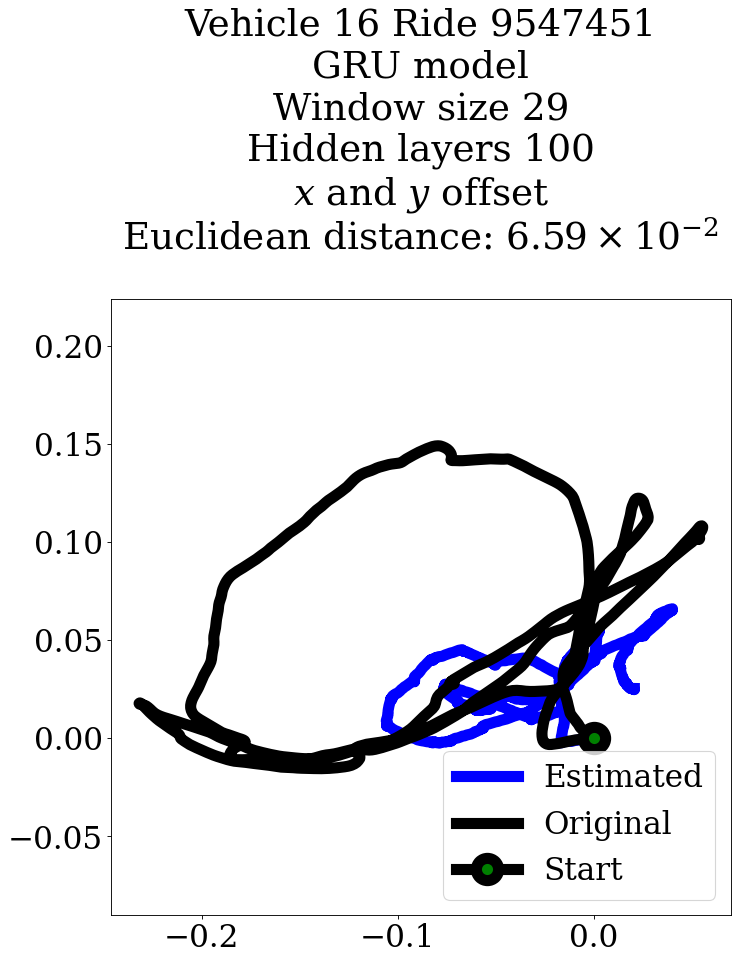 Vehicle 16 Ride 9547451
GRU model
Window size 29
Hidden layers 100
x and y offset
Euclidean distance: 6.59 × 10⁻²
0.20
0.15
0.10
0.05
0.00
−0.05
Estimated
Original
Start
−0.2 −0.1 0.0